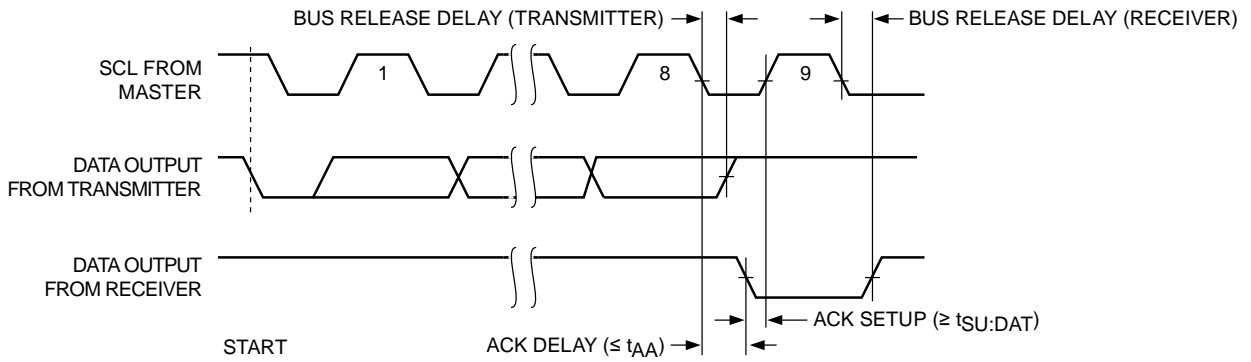 BUS RELEASE DELAY (TRANSMITTER)
BUS RELEASE DELAY (RECEIVER)
SCL FROM
MASTER
1
8
9
DATA OUTPUT
FROM TRANSMITTER
DATA OUTPUT
FROM RECEIVER
START
ACK DELAY (≤ tAA)
ACK SETUP (≥ tSU:DAT)